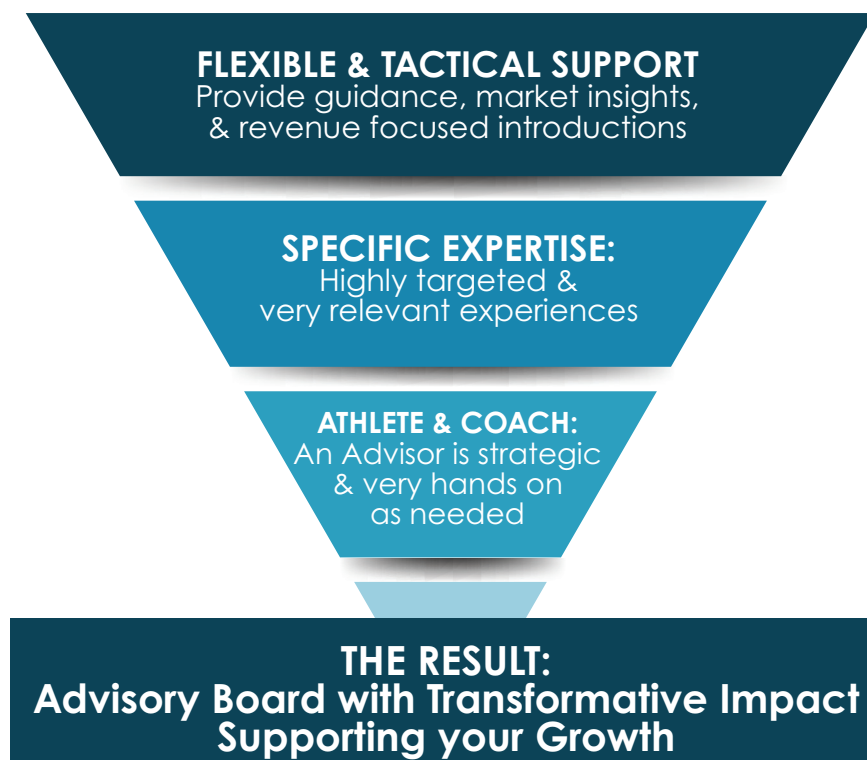 FLEXIBLE & TACTICAL SUPPORT
Provide guidance, market insights,
& revenue focused introductions
SPECIFIC EXPERTISE:
Highly targeted &
very relevant experiences
ATHLETE & COACH:
An Advisor is strategic
& very hands on
as needed
THE RESULT:
Advisory Board with Transformative Impact
Supporting your Growth